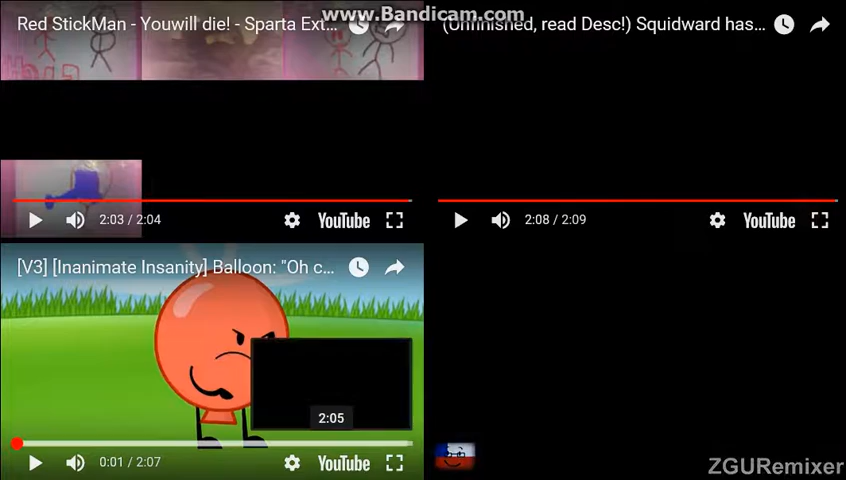 www.Bandicam.com
Red StickMan - Youwill die! - Sparta Ext...
(Unfinished, read Desc!) Squidward has...
2:03 / 2:04
YouTube
2:08 / 2:09
YouTube
[V3] [Inanimate Insanity] Balloon: "Oh c...
2:05
0:01 / 2:07
YouTube
ZGURemixer